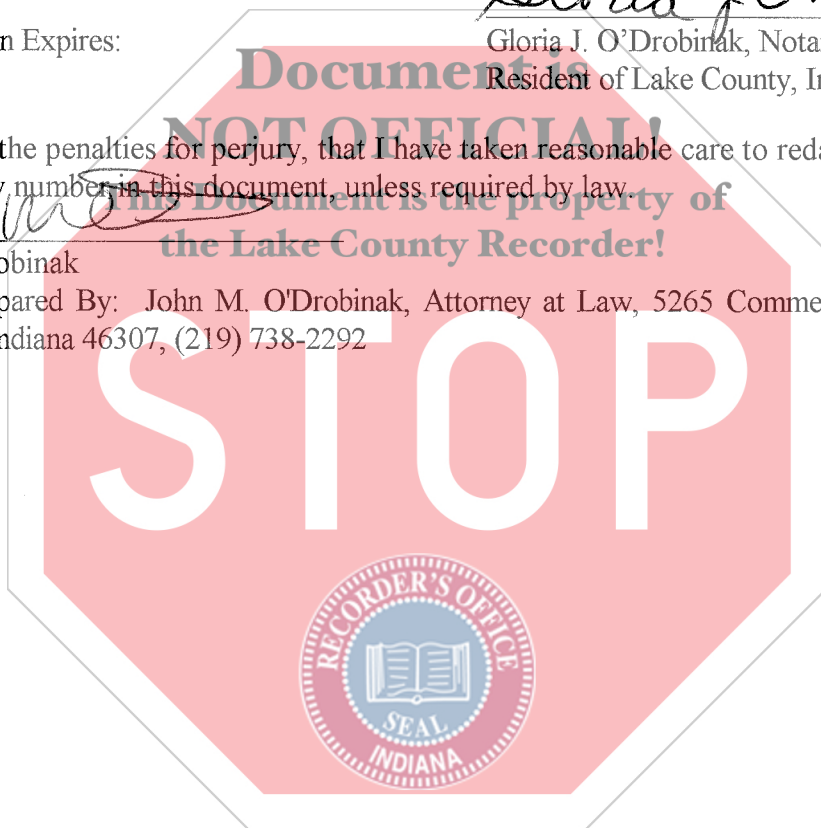 n Expires:
Gloria J. O'Drobinak, Nota
Resident of Lake County, I
Document is
NOT OFFICIAL!
the penalties for perjury, that I have taken reasonable care to reda
number in this document, unless required by law.
This Document is the property of
the Lake County Recorder!
obinak
pared By: John M. O'Drobinak, Attorney at Law, 5265 Comme
ndiana 46307, (219) 738-2292
STOP
RECORDER'S OFFICE
SEAL
INDIANA